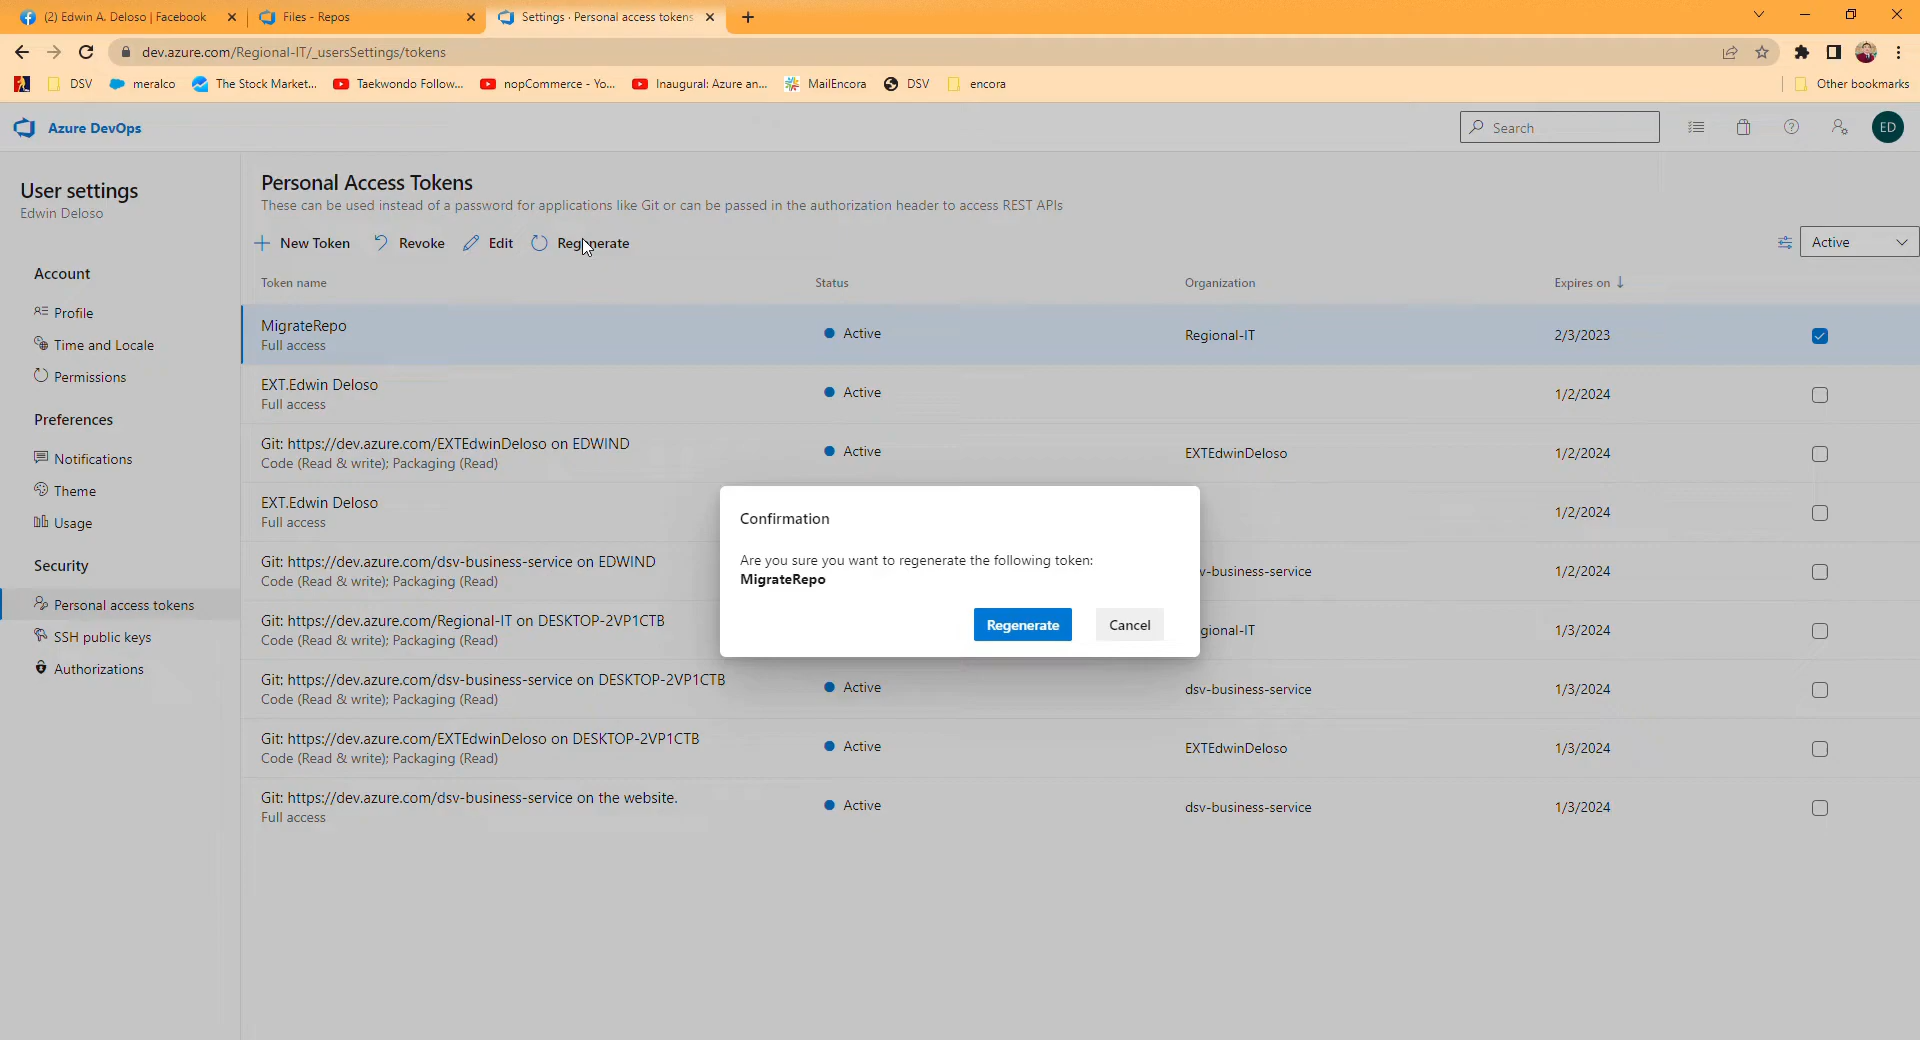 (2) Edwin A. Deloso | Facebook
Files - Repos
Settings · Personal access tokens
dev.azure.com/Regional-IT/_usersSettings/tokens
DSV
meralco
The Stock Market...
Taekwondo Follow...
nopCommerce - Yo...
Inaugural: Azure an...
MailEncora
DSV
encora
Other bookmarks
Azure DevOps
Search
ED
User settings
Edwin Deloso
Account
Profile
Time and Locale
Permissions
Preferences
Notifications
Theme
Usage
Security
Personal access tokens
SSH public keys
Authorizations
Personal Access Tokens
These can be used instead of a password for applications like Git or can be passed in the authorization header to access REST APIs
New Token
Revoke
Edit
Regenerate
Active
Token name Status Organization Expires on
MigrateRepo Active Regional-IT 2/3/2023
Full access
EXT.Edwin Deloso Active 1/2/2024
Full access
Git: https://dev.azure.com/EXTEdwinDeloso on EDWIND Active EXTEdwinDeloso 1/2/2024
Code (Read & write); Packaging (Read)
EXT.Edwin Deloso 1/2/2024
Full access
Git: https://dev.azure.com/dsv-business-service on EDWIND v-business-service 1/2/2024
Code (Read & write); Packaging (Read)
Git: https://dev.azure.com/Regional-IT on DESKTOP-2VP1CTB gional-IT 1/3/2024
Code (Read & write); Packaging (Read)
Git: https://dev.azure.com/dsv-business-service on DESKTOP-2VP1CTB Active dsv-business-service 1/3/2024
Code (Read & write); Packaging (Read)
Git: https://dev.azure.com/EXTEdwinDeloso on DESKTOP-2VP1CTB Active EXTEdwinDeloso 1/3/2024
Code (Read & write); Packaging (Read)
Git: https://dev.azure.com/dsv-business-service on the website. Active dsv-business-service 1/3/2024
Full access
Confirmation
Are you sure you want to regenerate the following token:
MigrateRepo
Regenerate
Cancel